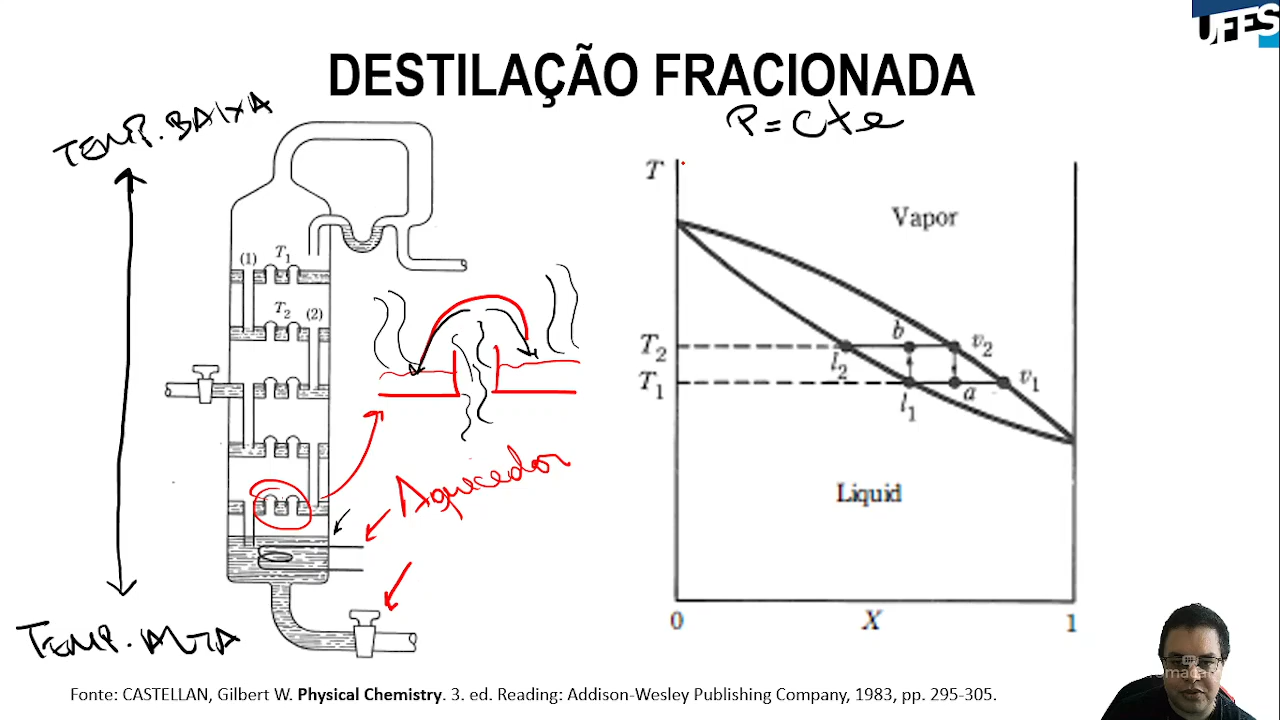 UFES
DESTILAÇÃO FRACIONADA
P = cte
TEMP. BAIXA
T
Vapor
(1)
T1
T2
(2)
b
v2
T2
l2
T1
a
v1
l1
Aquecedor
Liquid
TEMP. ALTA
0
X
1
Fonte: CASTELLAN, Gilbert W. Physical Chemistry. 3. ed. Reading: Addison-Wesley Publishing Company, 1983, pp. 295-305.